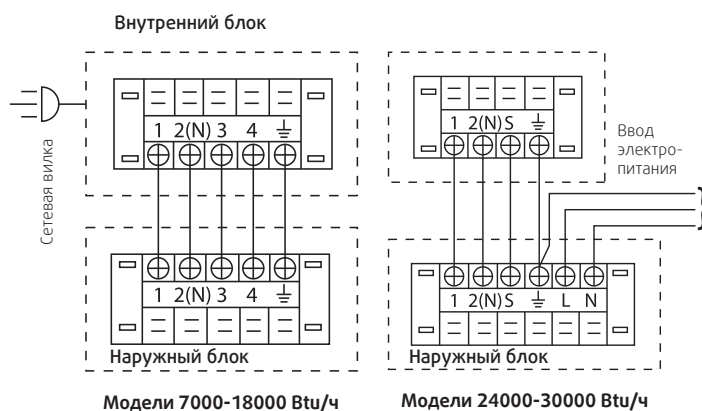 Внутренний блок
1 2(N) 3 4
Сетевая вилка
1 2(N) 3 4
Наружный блок
Модели 7000-18000 Btu/ч
1 2(N) S
Ввод
электро-
питания
1 2(N) S L N
Наружный блок
Модели 24000-30000 Btu/ч